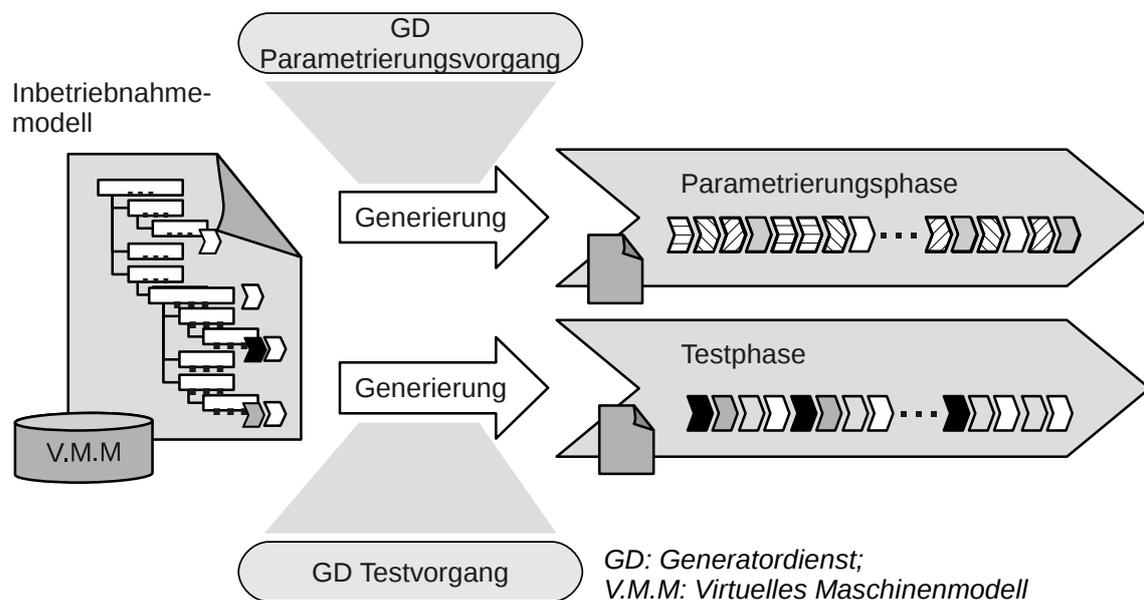 GD
Parametrierungsvorgang
Inbetriebnahme-
modell
Parametrierungsphase
Generierung
Testphase
Generierung
V.M.M
GD Testvorgang
GD: Generatordienst;
V.M.M: Virtuelles Maschinenmodell